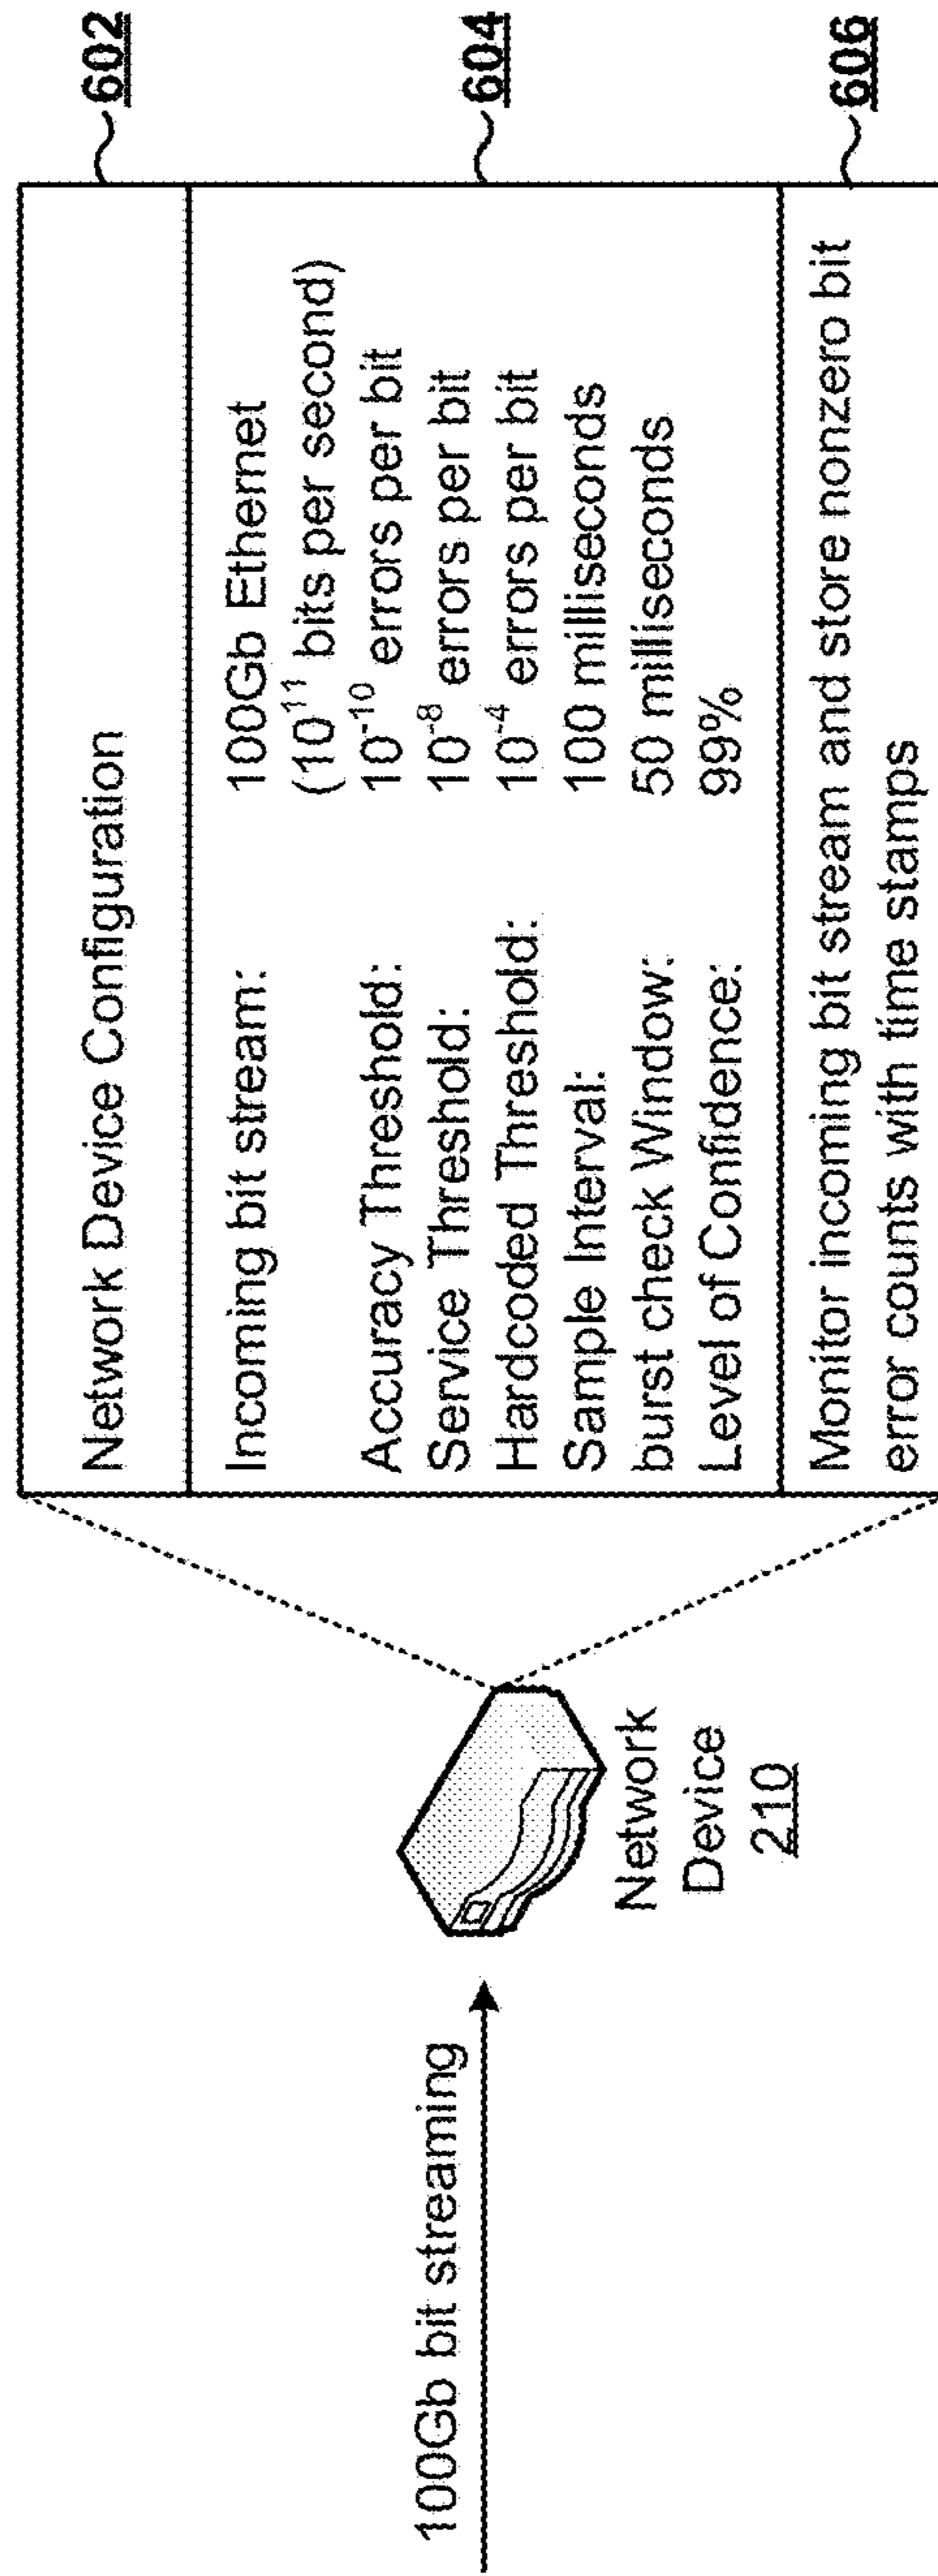 100Gb bit streaming
Network
Device
210
Network Device Configuration
602
Incoming bit stream: 100Gb Ethernet
(10¹¹ bits per second)
Accuracy Threshold: 10⁻¹⁰ errors per bit
Service Threshold: 10⁻⁸ errors per bit
Hardcoded Threshold: 10⁻⁴ errors per bit
Sample Interval: 100 milliseconds
burst check Window: 50 milliseconds
Level of Confidence: 99%
604
Monitor incoming bit stream and store nonzero bit
error counts with time stamps
606